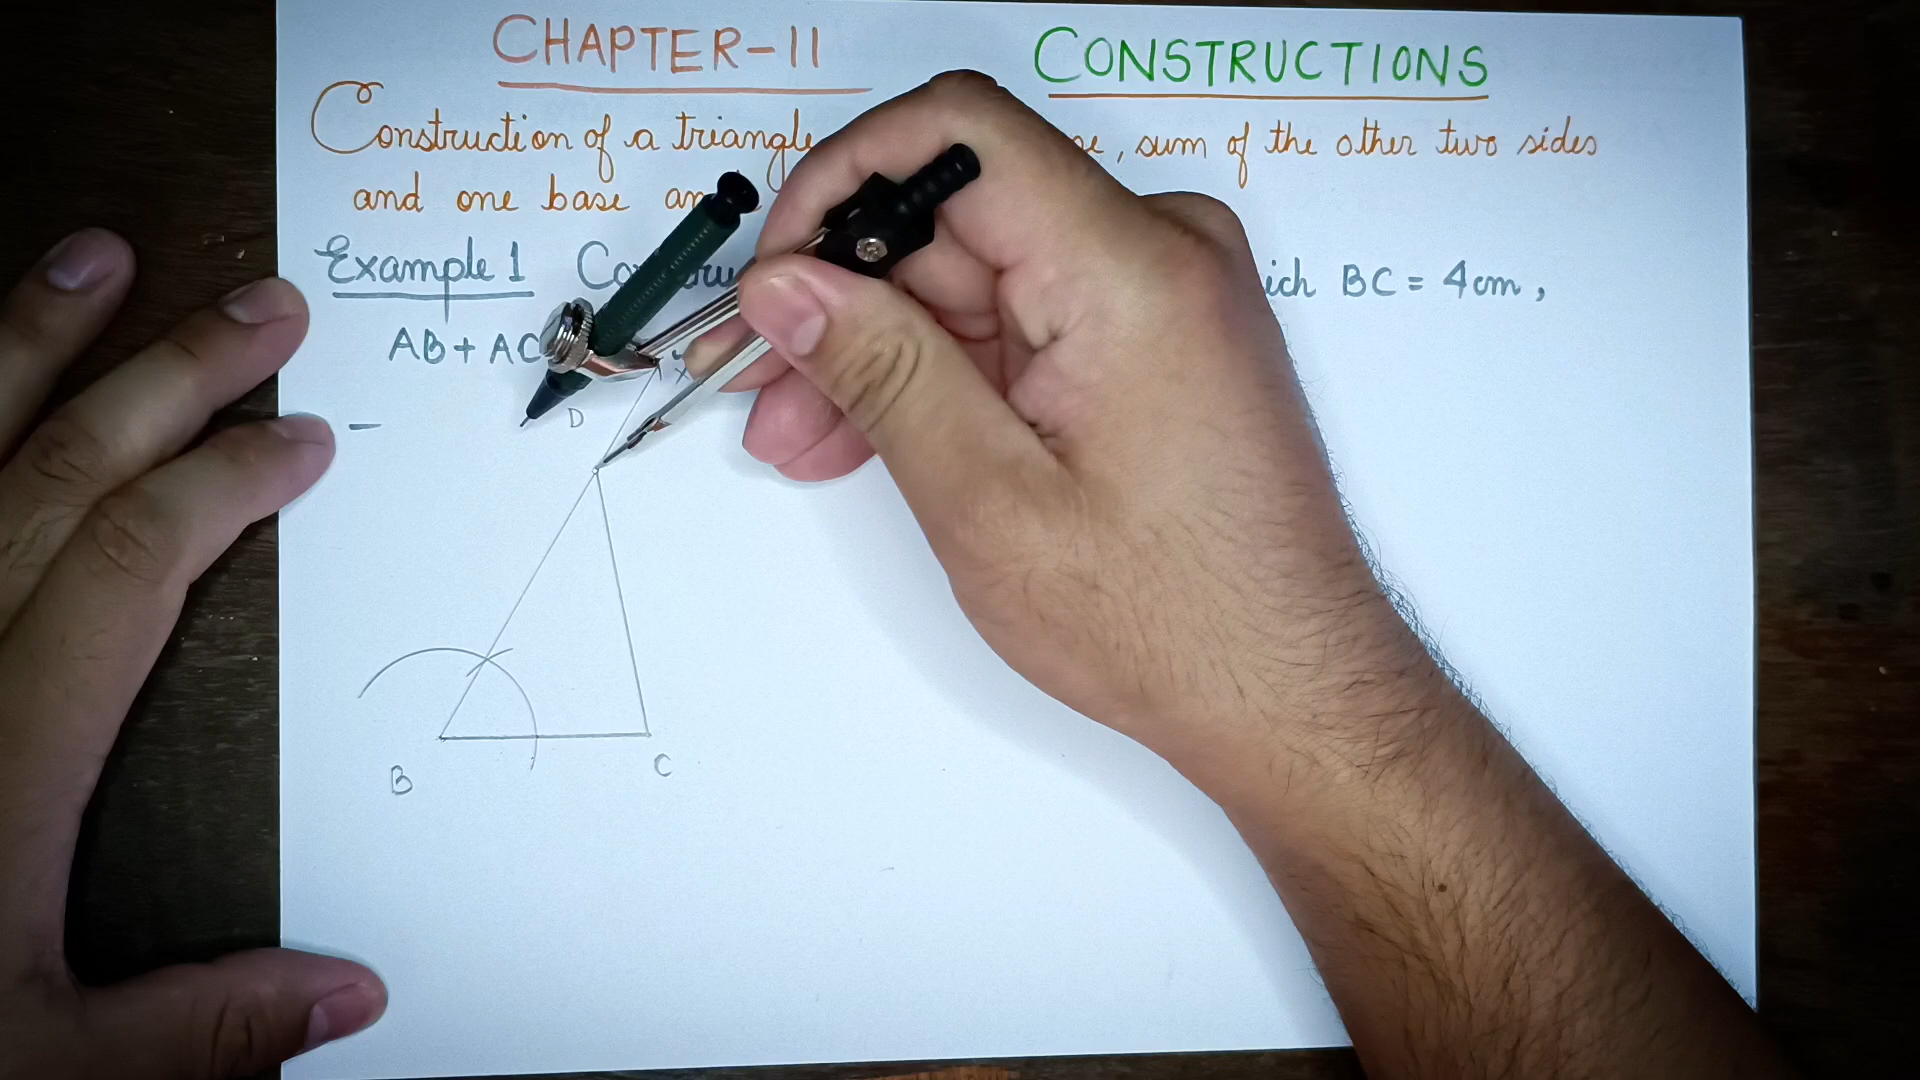 CHAPTER-11 CONSTRUCTIONS
Construction of a triangle , sum of the other two sides
and one base
Example 1 BC = 4cm ,
AB + AC
-
X
D
B C